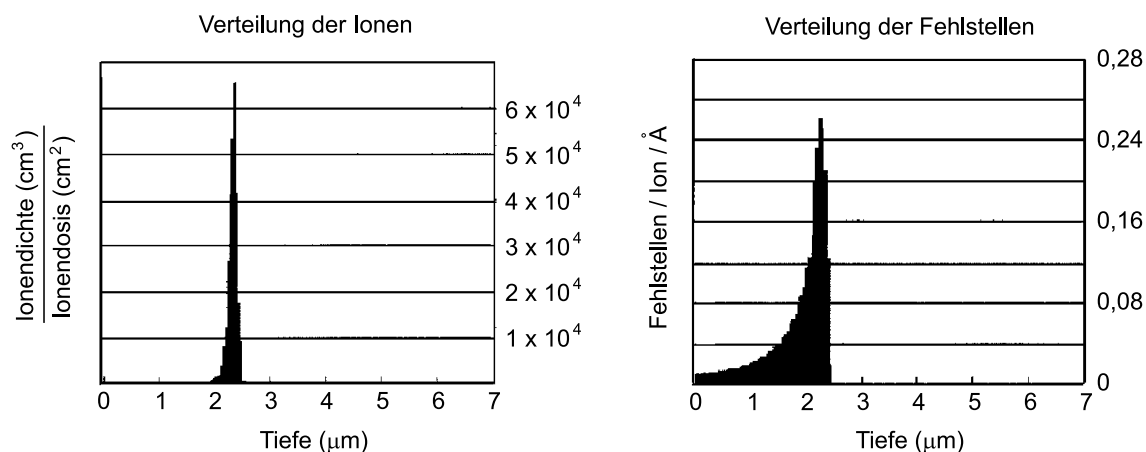 Verteilung der Ionen
Ionendichte (cm³)
Ionendosis (cm²)
6 x 10⁴
5 x 10⁴
4 x 10⁴
3 x 10⁴
2 x 10⁴
1 x 10⁴
0 1 2 3 4 5 6 7
Tiefe (μm)
Verteilung der Fehlstellen
Fehlstellen / Ion / Å
0,28
0,24
0,16
0,08
0
0 1 2 3 4 5 6 7
Tiefe (μm)